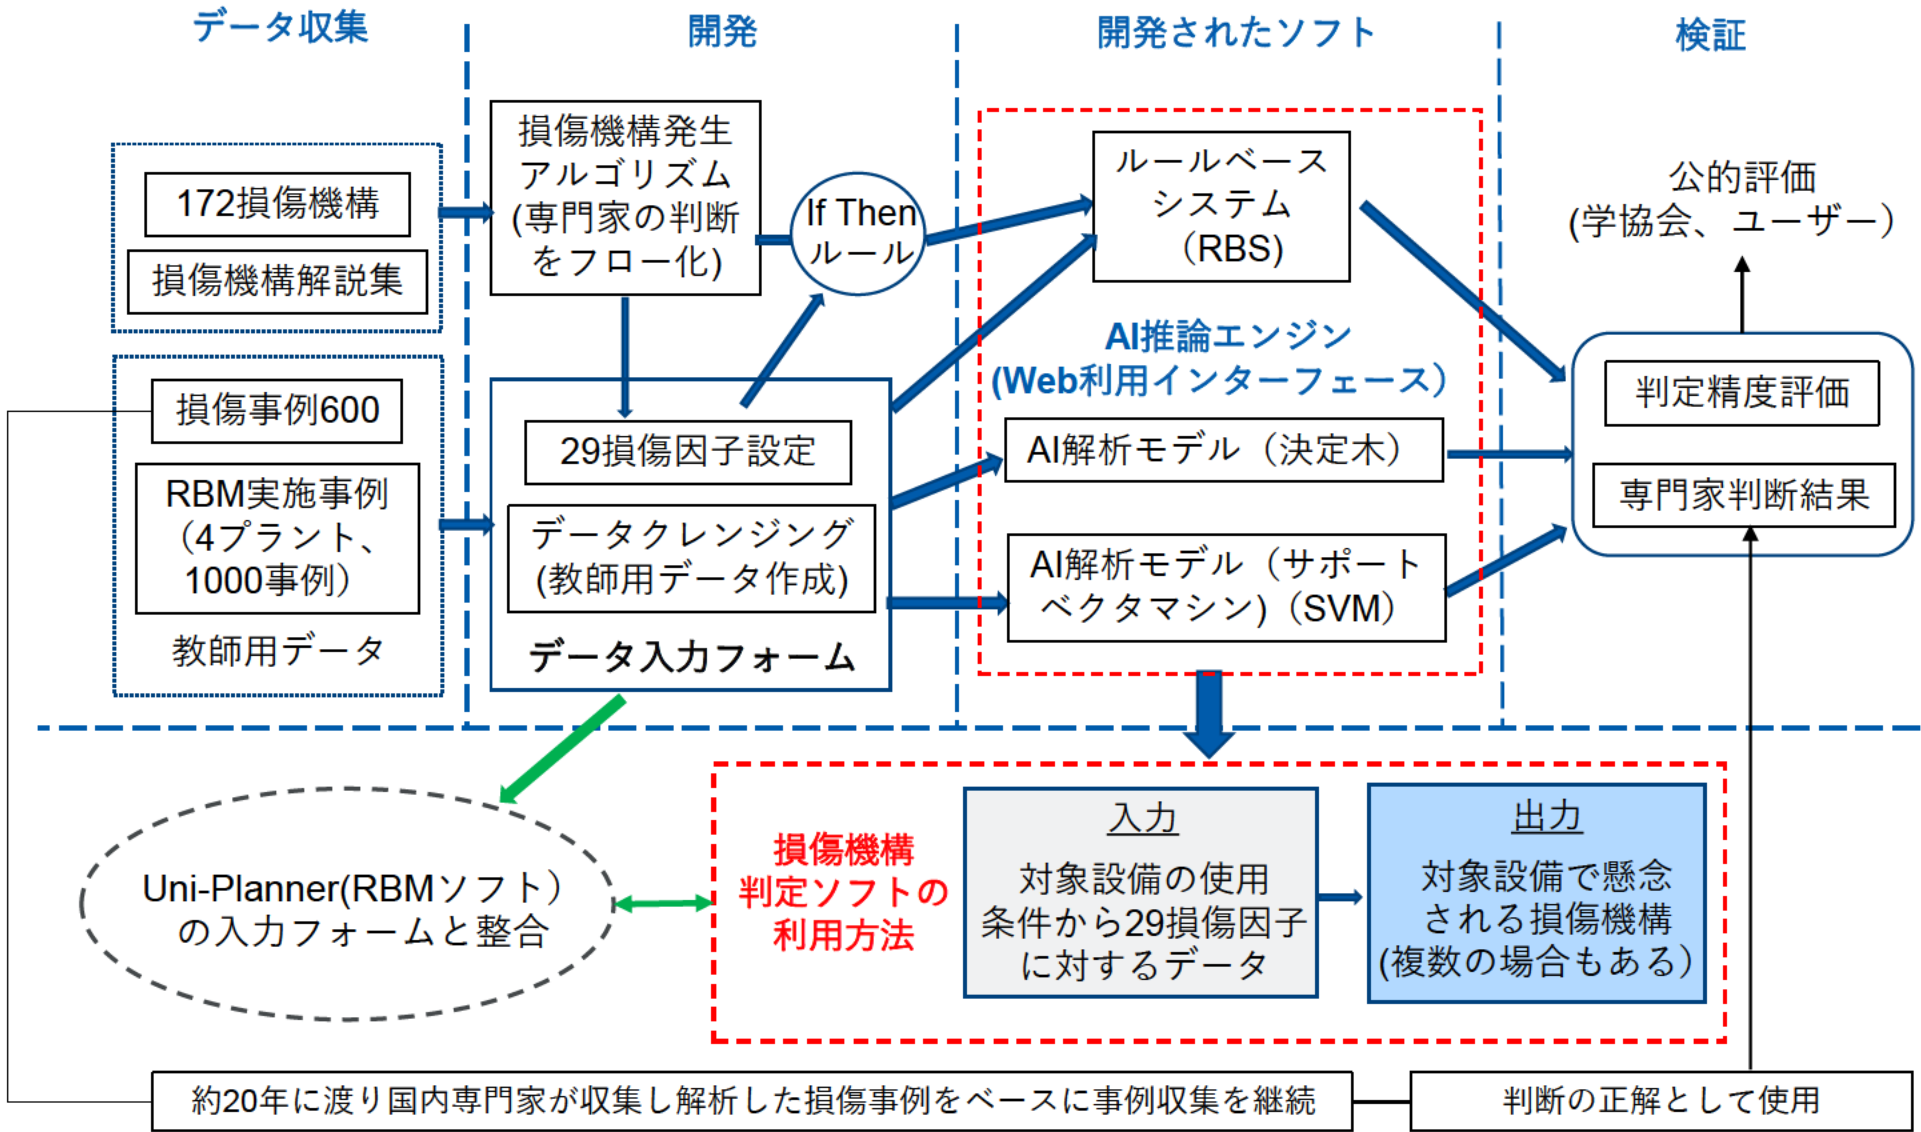 データ収集
開発
開発されたソフト
検証
172損傷機構
損傷機構解説集
損傷事例600
RBM実施事例
（4プラント、
1000事例）
教師用データ
損傷機構発生
アルゴリズム
(専門家の判断
をフロー化)
If Then
ルール
29損傷因子設定
データクレンジング
(教師用データ作成)
データ入力フォーム
ルールベース
システム
（RBS)
AI推論エンジン
(Web利用インターフェース）
AI解析モデル（決定木）
AI解析モデル（サポート
ベクタマシン)（SVM）
公的評価
(学協会、ユーザー）
判定精度評価
専門家判断結果
Uni-Planner(RBMソフト）
の入力フォームと整合
損傷機構
判定ソフトの
利用方法
入力
対象設備の使用
条件から29損傷因子
に対するデータ
出力
対象設備で懸念
される損傷機構
(複数の場合もある）
約20年に渡り国内専門家が収集し解析した損傷事例をベースに事例収集を継続
判断の正解として使用